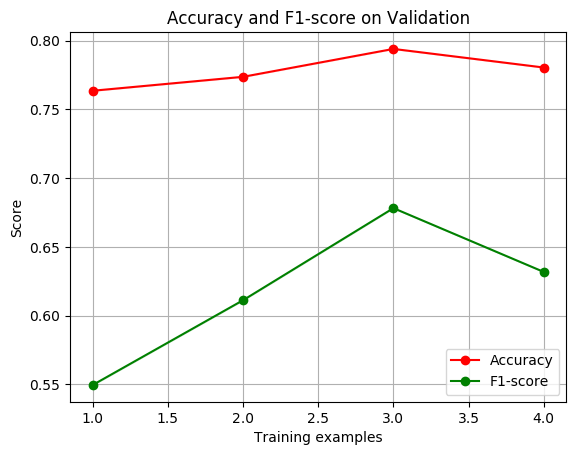 Accuracy and F1-score on Validation
0.80
0.75
0.70
0.65
0.60
0.55
Score
1.0 1.5 2.0 2.5 3.0 3.5 4.0
Training examples
Accuracy
F1-score